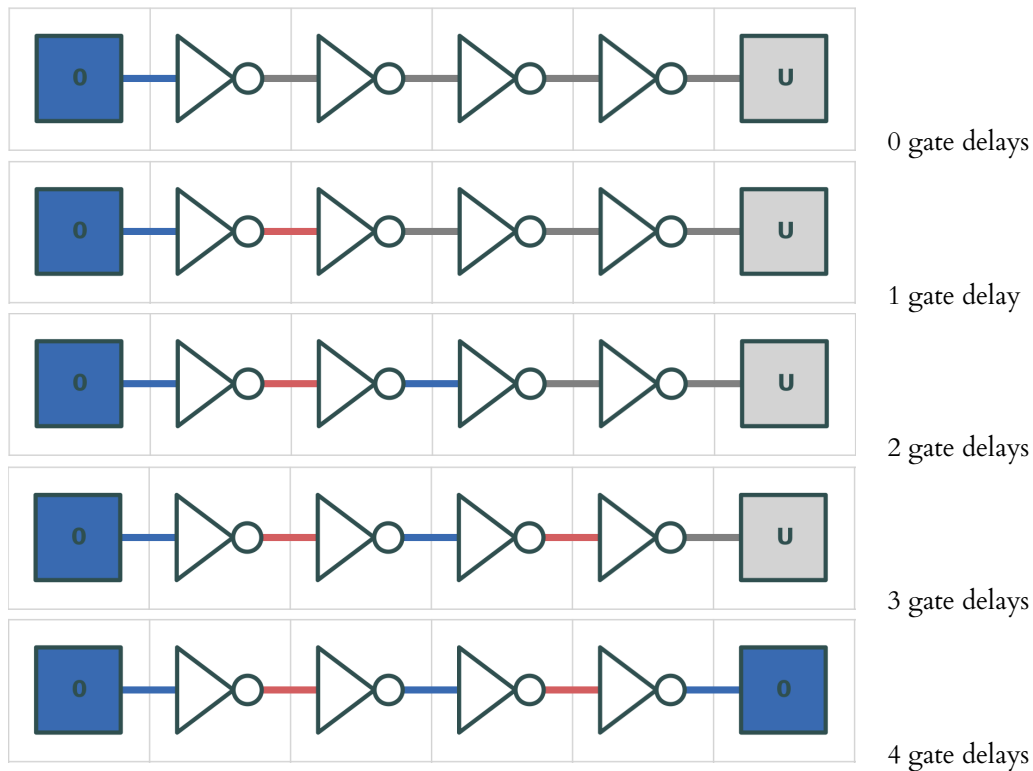 0 U
0 gate delays
0 U
1 gate delay
0 U
2 gate delays
0 U
3 gate delays
0 0
4 gate delays